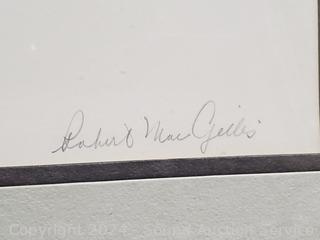 Robert MacGillis
Copyright 2024 - Sound Auction Service